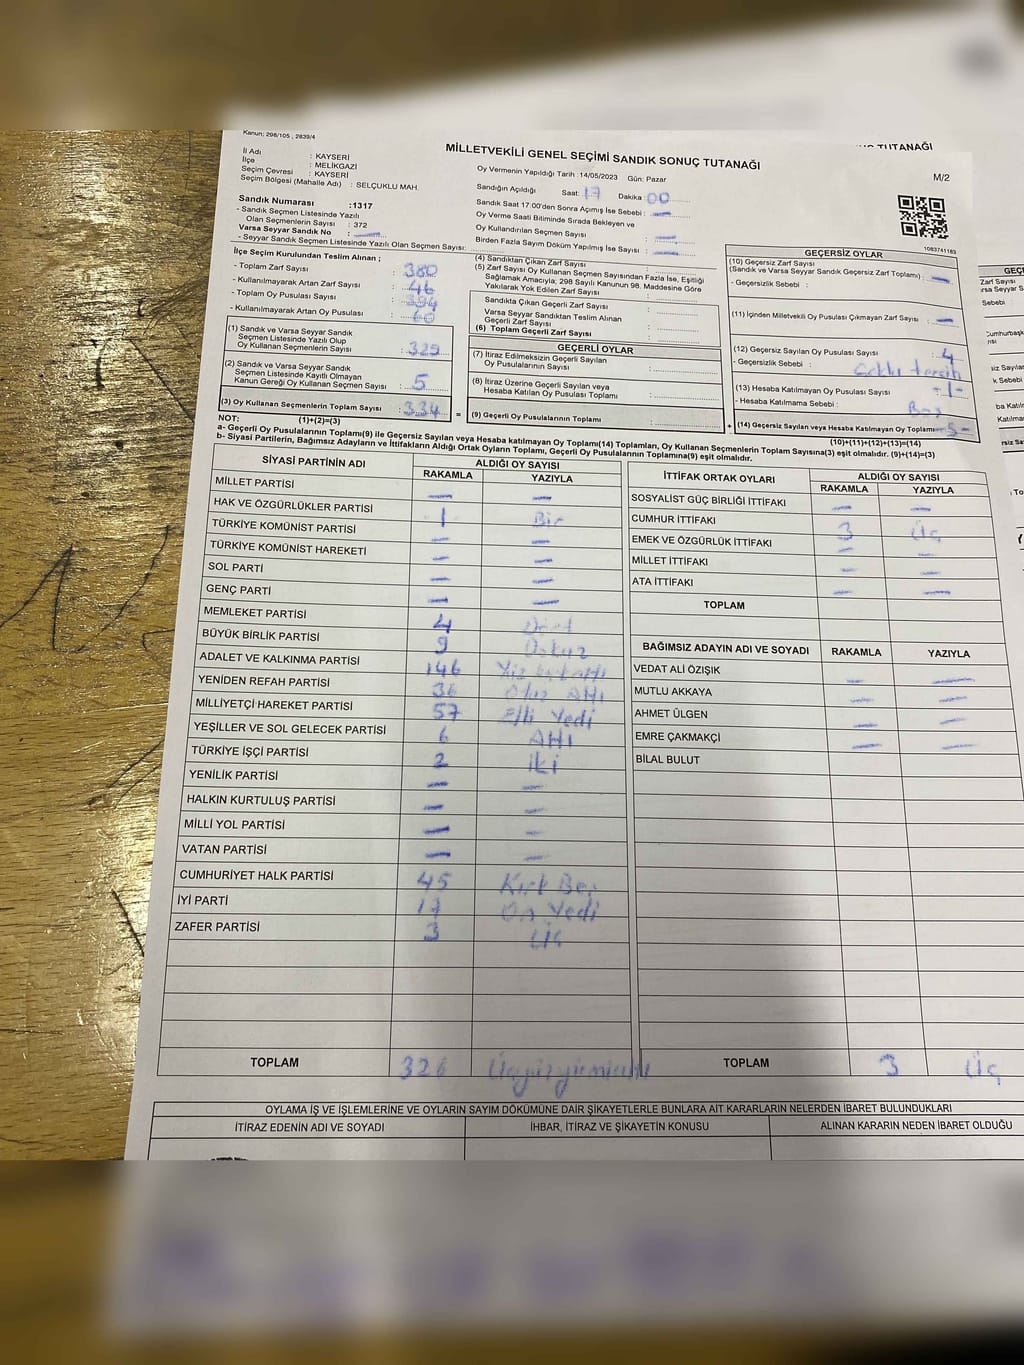 Kanun; 298/105 , 2839/4
MİLLETVEKİLİ GENEL SEÇİMİ SANDIK SONUÇ TUTANAĞI
M/2
İl Adı : KAYSERİ
İlçe : MELİKGAZİ
Seçim Çevresi : KAYSERİ
Seçim Bölgesi (Mahalle Adı) : SELÇUKLU MAH.
Sandık Numarası :1317
- Sandık Seçmen Listesinde Yazılı
Olan Seçmenlerin Sayısı : 372
Varsa Seyyar Sandık No : —
- Seyyar Sandık Seçmen Listesinde Yazılı Olan Seçmen Sayısı:
Oy Vermenin Yapıldığı Tarih :14/05/2023 Gün: Pazar
Sandığın Açıldığı Saat: 17 Dakika : 00
Sandık Saat 17:00'den Sonra Açımış İse Sebebi : —
Oy Verme Saati Bitiminde Sırada Bekleyen ve
Oy Kullandırılan Seçmen Sayısı : —
Birden Fazla Sayım Döküm Yapılmış İse Sayısı : —
1083741183
İlçe Seçim Kurulundan Teslim Alınan ;
- Toplam Zarf Sayısı : 380
- Kullanılmayarak Artan Zarf Sayısı : 46
- Toplam Oy Pusulası Sayısı : 394
- Kullanılmayarak Artan Oy Pusulası : 60
(1) Sandık ve Varsa Seyyar Sandık
Seçmen Listesinde Yazılı Olup
Oy Kullanan Seçmenlerin Sayısı : 329
(2) Sandık ve Varsa Seyyar Sandık
Seçmen Listesinde Kayıtlı Olmayan
Kanun Gereği Oy Kullanan Seçmen Sayısı : 5
(3) Oy Kullanan Seçmenlerin Toplam Sayısı : 334
(1)+(2)=(3)
(4) Sandıktan Çıkan Zarf Sayısı :
(5) Zarf Sayısı Oy Kullanan Seçmen Sayısından Fazla İse, Eşitliği
Sağlamak Amacıyla; 298 Sayılı Kanunun 98. Maddesine Göre
Yakılarak Yok Edilen Zarf Sayısı :
Sandıkta Çıkan Geçerli Zarf Sayısı :
Varsa Seyyar Sandıktan Teslim Alınan
Geçerli Zarf Sayısı :
(6) Toplam Geçerli Zarf Sayısı :
GEÇERLİ OYLAR
(7) İtiraz Edilmeksizin Geçerli Sayılan
Oy Pusulalarının Sayısı :
(8) İtiraz Üzerine Geçerli Sayılan veya
Hesaba Katılan Oy Pusulası Toplamı :
= (9) Geçerli Oy Pusulalarının Toplamı
GEÇERSİZ OYLAR
(10) Geçersiz Zarf Sayısı
(Sandık ve Varsa Seyyar Sandık Geçersiz Zarf Toplamı) : —
- Geçersizlik Sebebi :
(11) İçinden Milletvekili Oy Pusulası Çıkmayan Zarf Sayısı : —
(12) Geçersiz Sayılan Oy Pusulası Sayısı : 4
- Geçersizlik Sebebi : tercih
(13) Hesaba Katılmayan Oy Pusulası Sayısı : 1
- Hesaba Katılmama Sebebi : Boş
+ (14) Geçersiz Sayılan veya Hesaba Katılmayan Oy Toplamı -5-
(10)+(11)+(12)+(13)=(14)
NOT:
a- Geçerli Oy Pusulalarının Toplamı(9) ile Geçersiz Sayılan veya Hesaba katılmayan Oy Toplamı(14) Toplamları, Oy Kullanan Seçmenlerin Toplam Sayısına(3) eşit olmalıdır. (9)+(14)=(3)
b- Siyasi Partilerin, Bağımsız Adayların ve İttifakların Aldığı Ortak Oyların Toplamı, Geçerli Oy Pusulalarının Toplamına(9) eşit olmalıdır.
SİYASİ PARTİNİN ADI ALDIĞI OY SAYISI
RAKAMLA YAZIYLA
MİLLET PARTİSİ — —
HAK VE ÖZGÜRLÜKLER PARTİSİ 1 Bir
TÜRKİYE KOMÜNİST PARTİSİ — —
TÜRKİYE KOMÜNİST HAREKETİ — —
SOL PARTİ — —
GENÇ PARTİ — —
MEMLEKET PARTİSİ 4 Dört
BÜYÜK BİRLİK PARTİSİ 9 Dokuz
ADALET VE KALKINMA PARTİSİ 146 Yüz kırk altı
YENİDEN REFAH PARTİSİ 36 Otuz Altı
MİLLİYETÇİ HAREKET PARTİSİ 57 Elli Yedi
YEŞİLLER VE SOL GELECEK PARTİSİ 6 Altı
TÜRKİYE İŞÇİ PARTİSİ 2 iki
YENİLİK PARTİSİ — —
HALKIN KURTULUŞ PARTİSİ — —
MİLLİ YOL PARTİSİ — —
VATAN PARTİSİ — —
CUMHURİYET HALK PARTİSİ 45 Kırk Beş
İYİ PARTİ 17 On Yedi
ZAFER PARTİSİ 3 Üç
TOPLAM 326 Üçyüzyirmialtı
İTTİFAK ORTAK OYLARI ALDIĞI OY SAYISI
RAKAMLA YAZIYLA
SOSYALİST GÜÇ BİRLİĞİ İTTİFAKI — —
CUMHUR İTTİFAKI 3 Üç
EMEK VE ÖZGÜRLÜK İTTİFAKI — —
MİLLET İTTİFAKI — —
ATA İTTİFAKI — —
TOPLAM
BAĞIMSIZ ADAYIN ADI VE SOYADI RAKAMLA YAZIYLA
VEDAT ALİ ÖZIŞIK — —
MUTLU AKKAYA — —
AHMET ÜLGEN — —
EMRE ÇAKMAKÇI — —
BİLAL BULUT
TOPLAM 3 Üç
OYLAMA İŞ VE İŞLEMLERİNE VE OYLARIN SAYIM DÖKÜMÜNE DAİR ŞİKAYETLERLE BUNLARA AİT KARARLARIN NELERDEN İBARET BULUNDUKLARI
İTİRAZ EDENİN ADI VE SOYADI İHBAR, İTİRAZ VE ŞİKAYETİN KONUSU ALINAN KARARIN NEDEN İBARET OLDUĞU